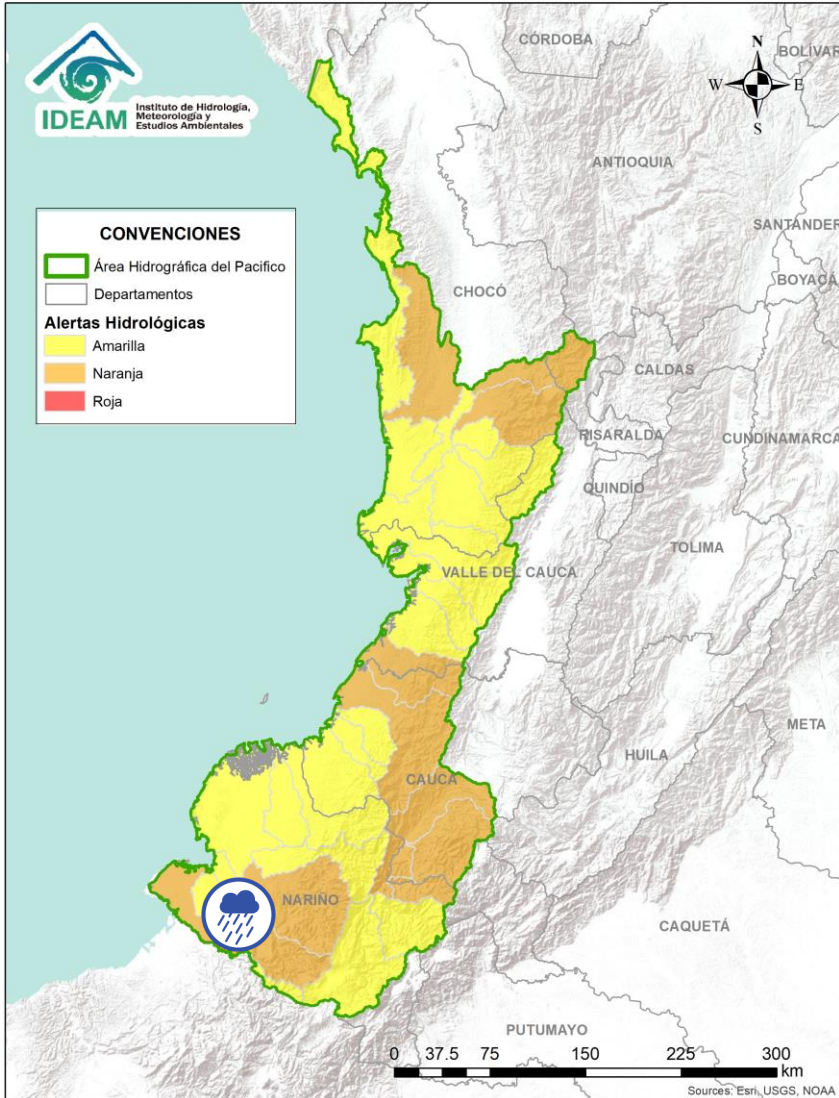 IDEAM
Instituto de Hidrología,
Meteorología y
Estudios Ambientales
CÓRDOBA
BOLÍVAR
N
W E
S
ANTIOQUIA
SANTANDER
BOYACÁ
CONVENCIONES
Área Hidrográfica del Pacifico
Departamentos
Alertas Hidrológicas
Amarilla
Naranja
Roja
CHOCÓ
CALDAS
RISARALDA
CUNDINAMARCA
QUINDÍO
TOLIMA
VALLE DEL CAUCA
META
HUILA
CAUCA
NARIÑO
CAQUETÁ
PUTUMAYO
0 37.5 75 150 225 300
km
Sources: Esri, USGS, NOAA